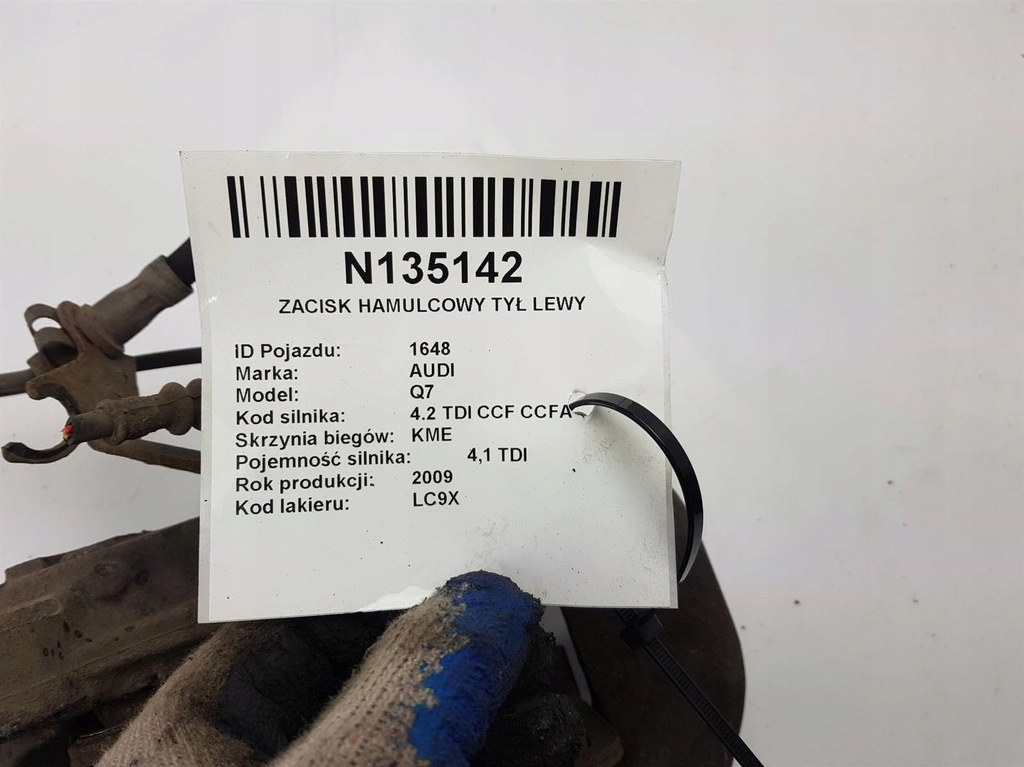 N135142
ZACISK HAMULCOWY TYŁ LEWY
ID Pojazdu: 1648
Marka: AUDI
Model: Q7
Kod silnika: 4.2 TDI CCF CCFA
Skrzynia biegów: KME
Pojemność silnika: 4,1 TDI
Rok produkcji: 2009
Kod lakieru: LC9X